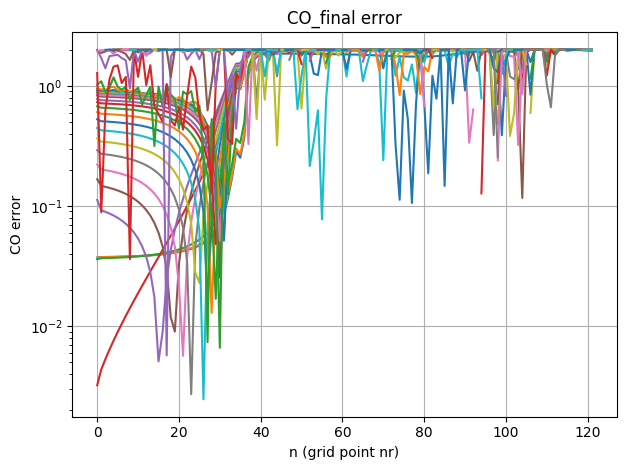 CO_final error
CO error
10⁰
10⁻¹
10⁻²
0 20 40 60 80 100 120
n (grid point nr)